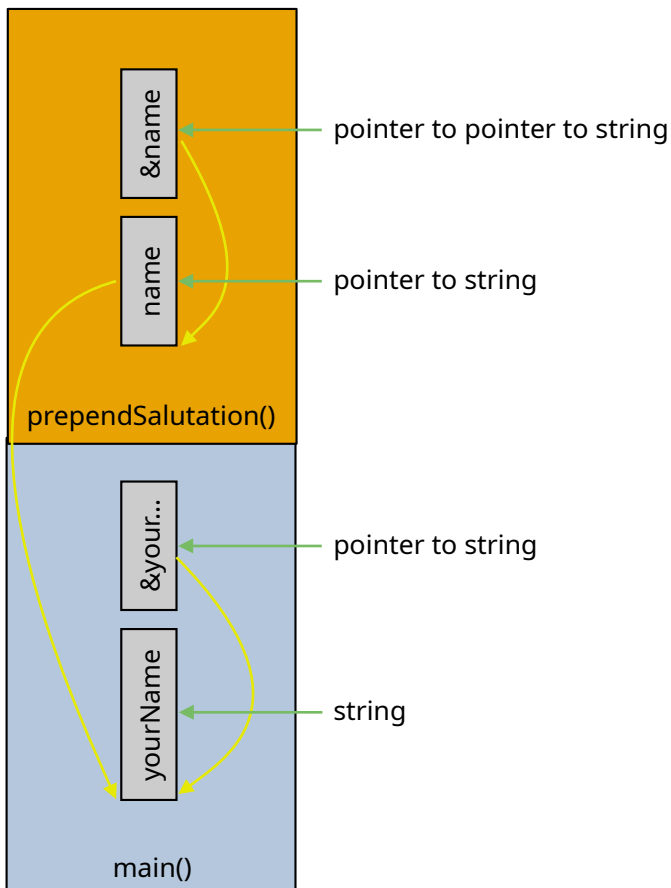 &name
pointer to pointer to string
name
pointer to string
prependSalutation()
&your...
pointer to string
yourName
string
main()